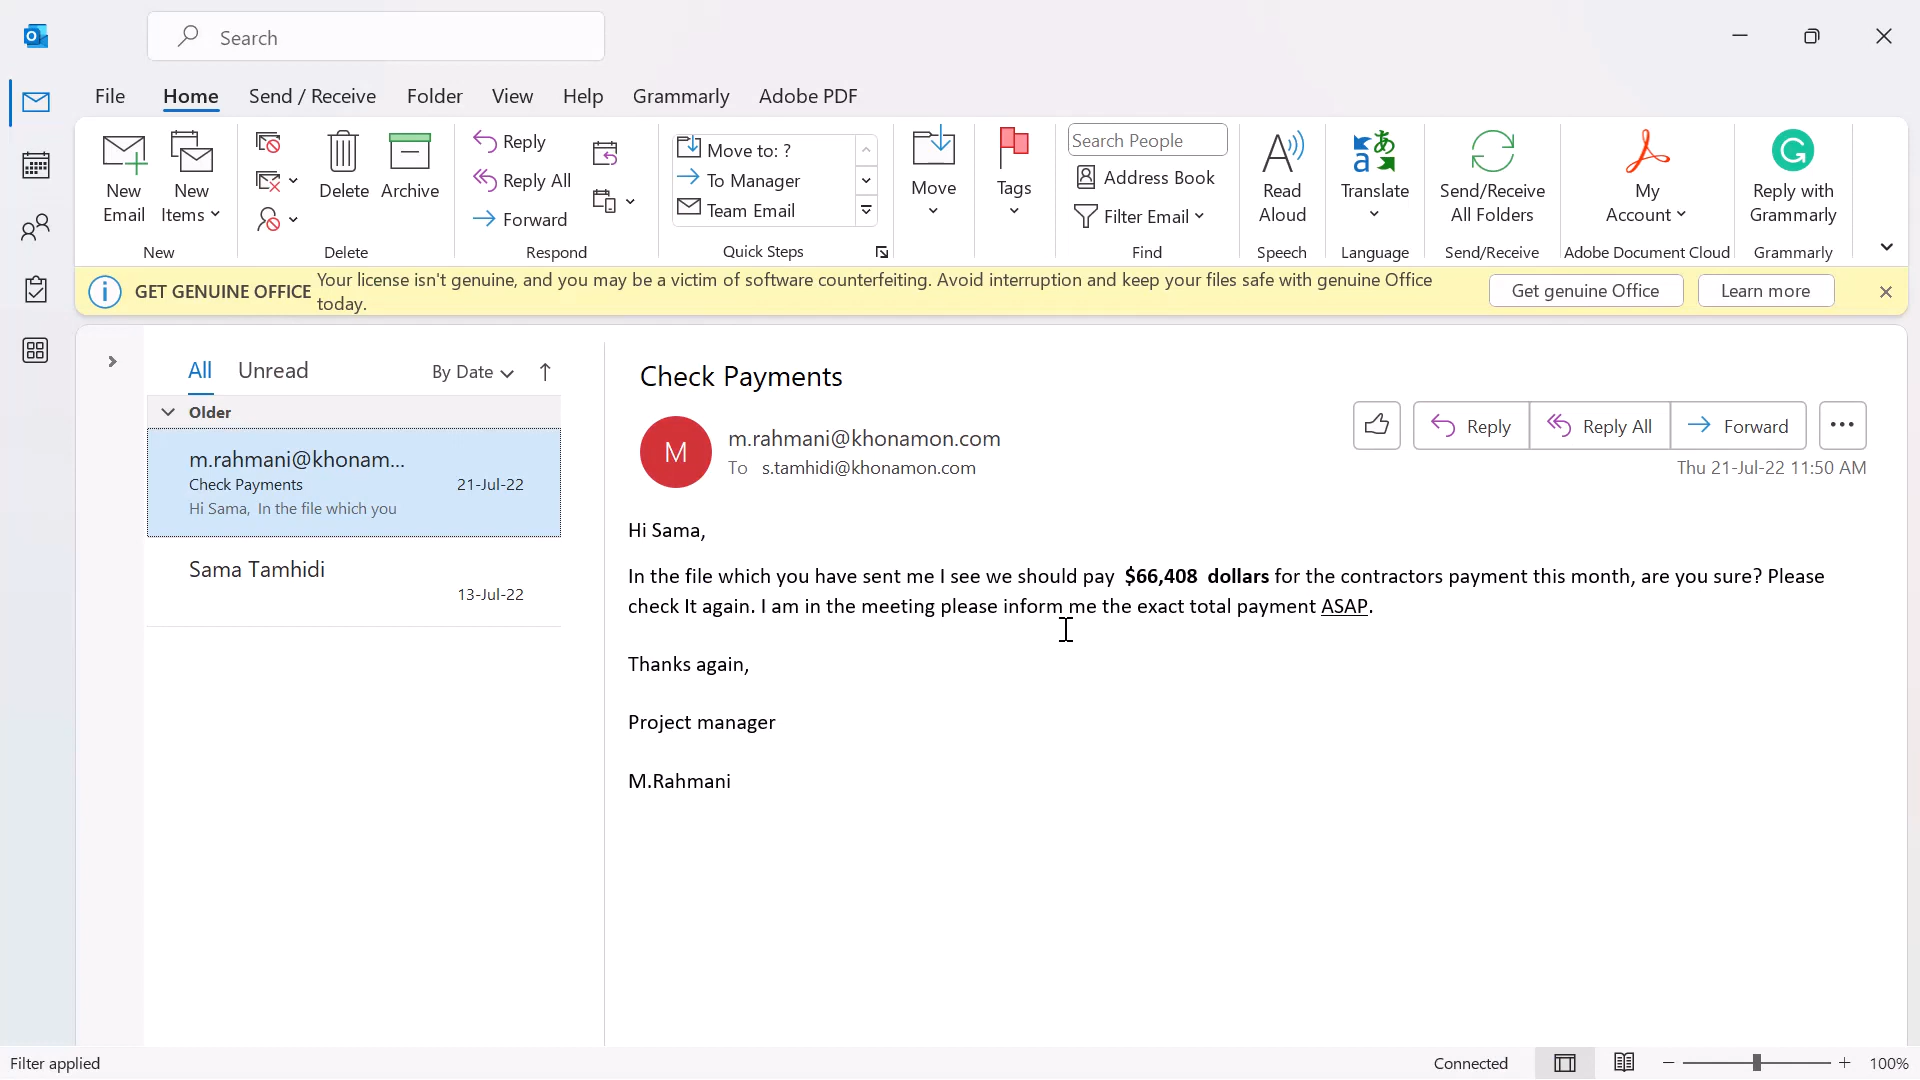 Search
File Home Send / Receive Folder View Help Grammarly Adobe PDF
New Email
New Items
New
Delete
Archive
Delete
Reply
Reply All
Forward
Respond
Move to: ?
To Manager
Team Email
Quick Steps
Move
Tags
Search People
Address Book
Filter Email
Find
Read Aloud
Speech
Translate
Language
Send/Receive All Folders
Send/Receive
My Account
Adobe Document Cloud
Reply with Grammarly
Grammarly
GET GENUINE OFFICE Your license isn't genuine, and you may be a victim of software counterfeiting. Avoid interruption and keep your files safe with genuine Office
today.
Get genuine Office Learn more
All Unread By Date
Older
m.rahmani@khonam...
Check Payments 21-Jul-22
Hi Sama, In the file which you
Sama Tamhidi
13-Jul-22
Check Payments
M
m.rahmani@khonamon.com
To s.tamhidi@khonamon.com
Reply Reply All Forward
Thu 21-Jul-22 11:50 AM
Hi Sama,
In the file which you have sent me I see we should pay $66,408 dollars for the contractors payment this month, are you sure? Please
check It again. I am in the meeting please inform me the exact total payment ASAP.
Thanks again,
Project manager
M.Rahmani
Filter applied Connected 100%